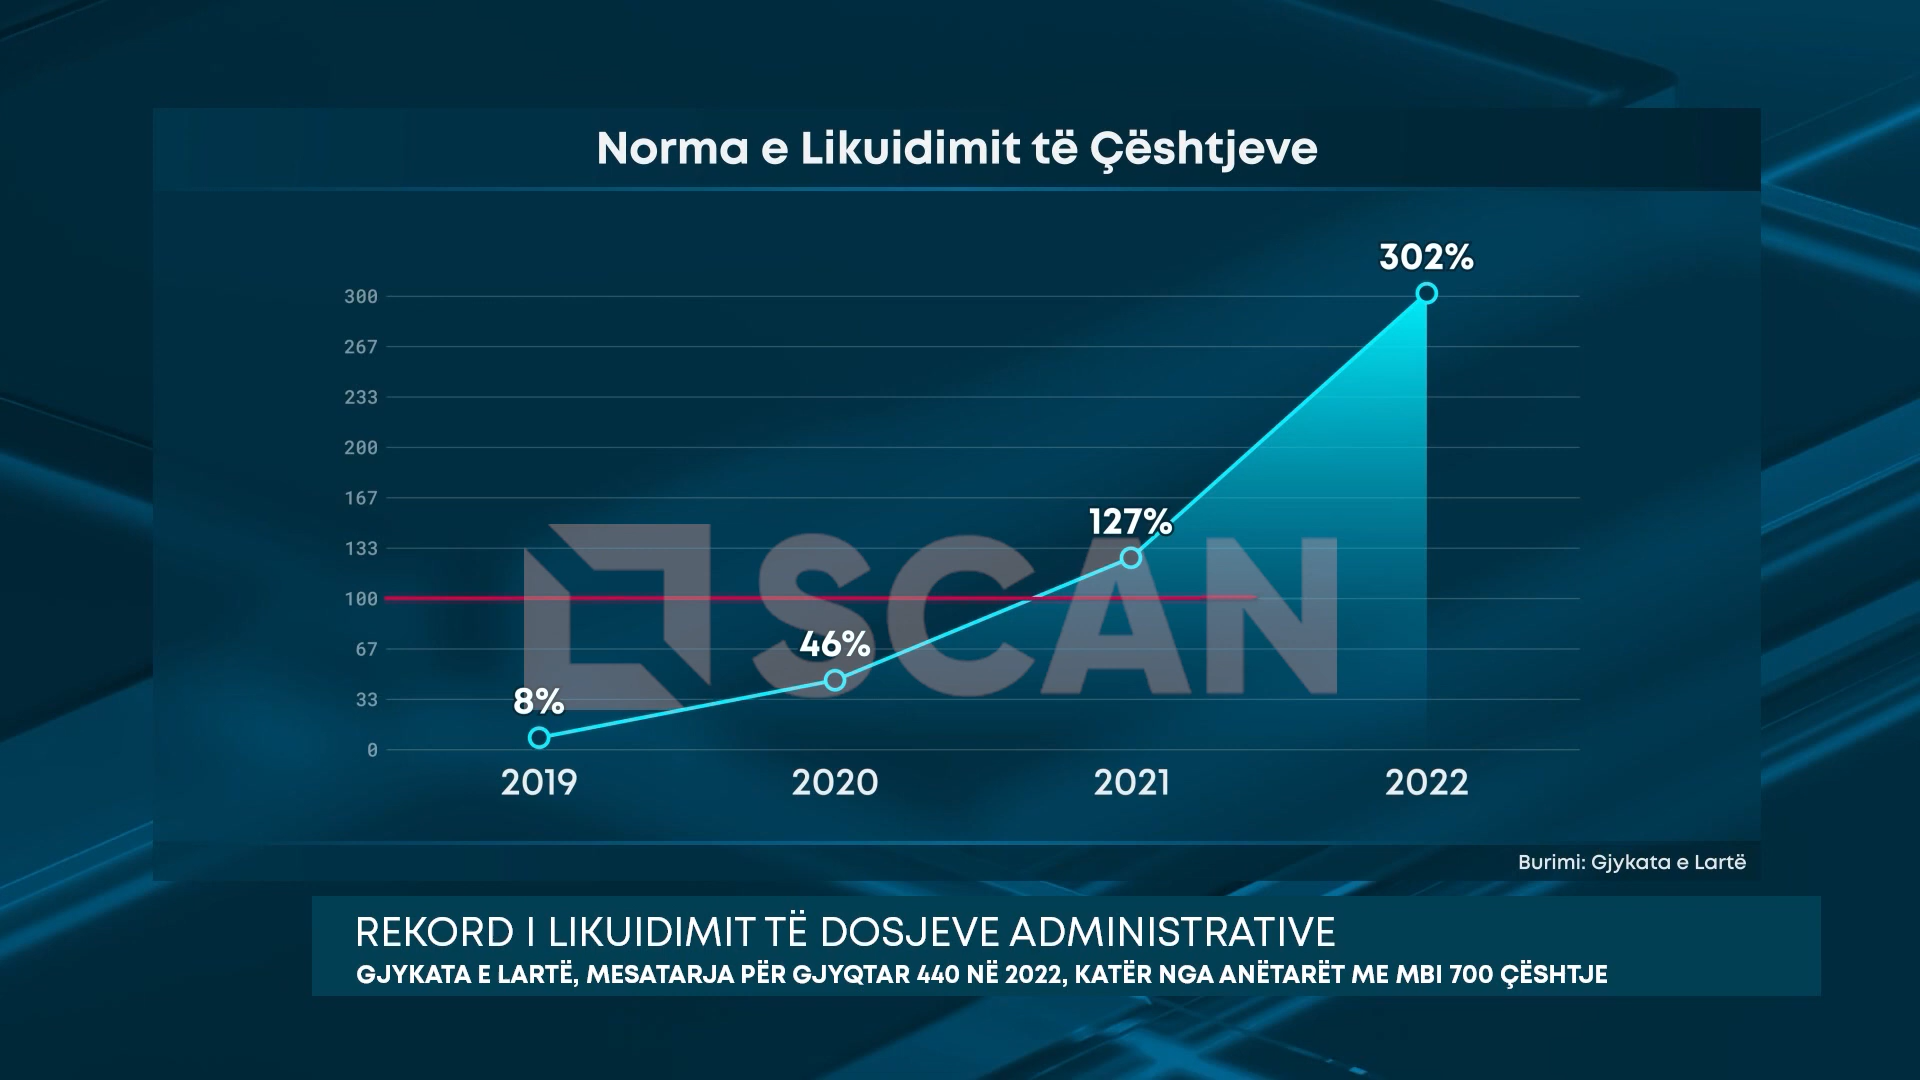 Norma e Likuidimit të Çështjeve
302%
300
267
233
200
167
127%
133
SCAN
100
46%
67
8%
33
0
2019 2020 2021 2022
Burimi: Gjykata e Lartë
REKORD I LIKUIDIMIT TË DOSJEVE ADMINISTRATIVE
GJYKATA E LARTË, MESATARJA PËR GJYQTAR 440 NË 2022, KATËR NGA ANËTARËT ME MBI 700 ÇËSHTJE